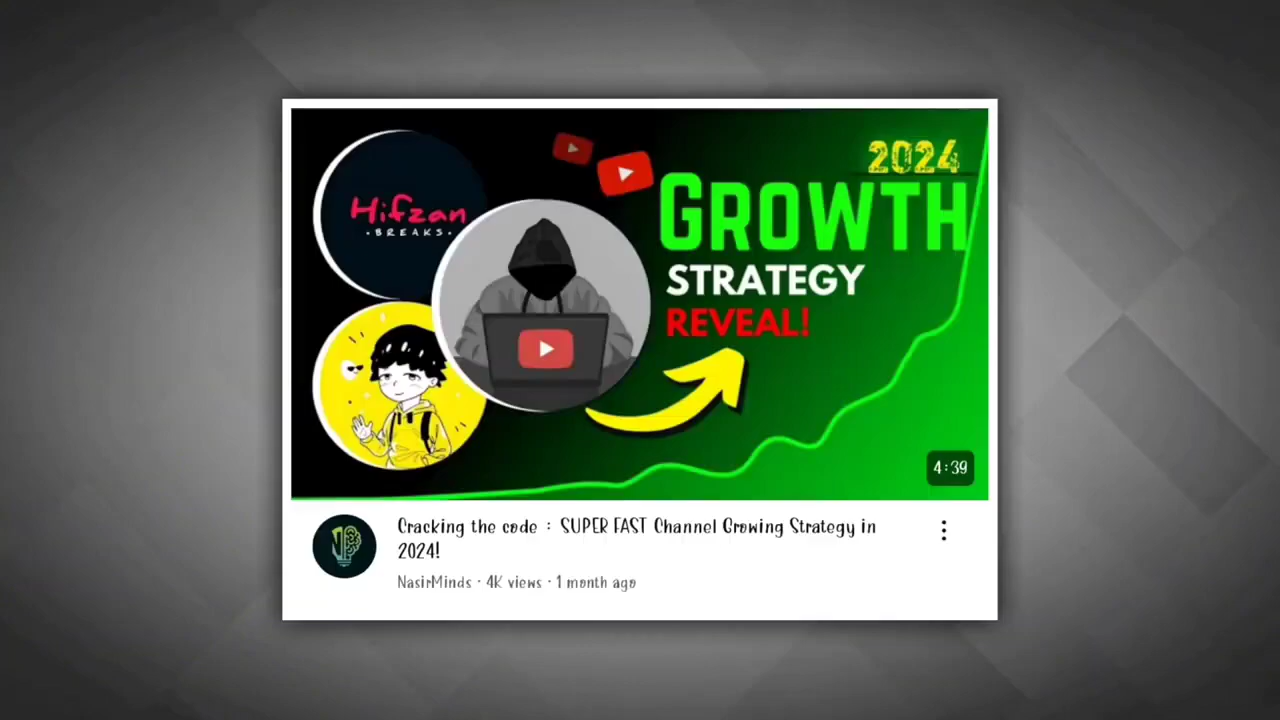 Hifzan
• BREAKS •
2024
GROWTH
STRATEGY
REVEAL!
4:39
Cracking the code : SUPER FAST Channel Growing Strategy in
2024!
NasirMinds · 4K views · 1 month ago